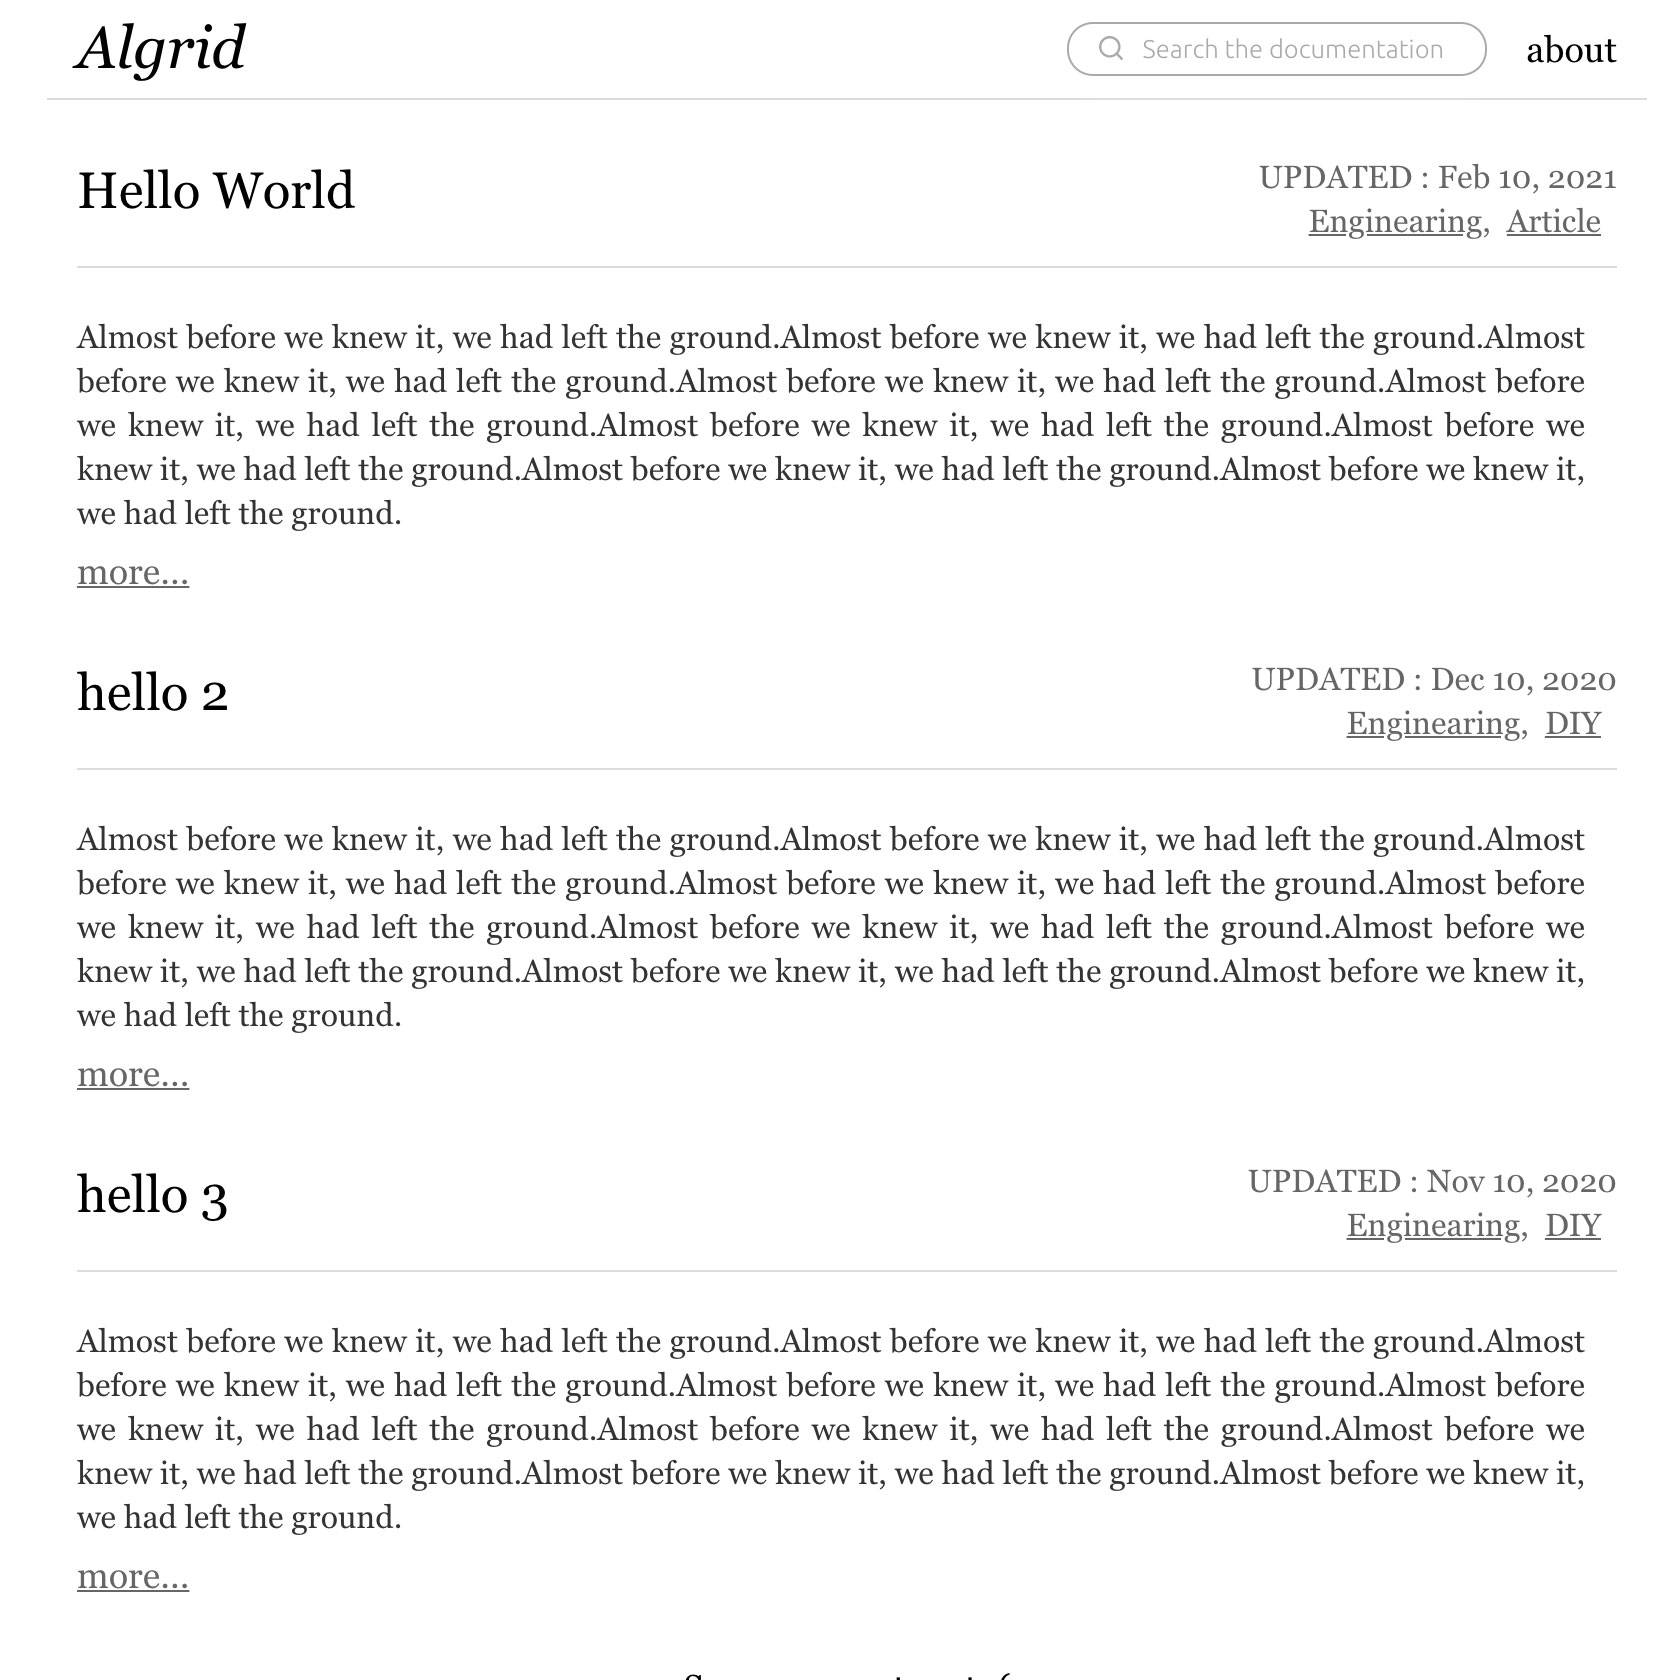 Algrid
Search the documentation
about
Hello World
UPDATED : Feb 10, 2021
Enginearing, Article
Almost before we knew it, we had left the ground.Almost before we knew it, we had left the ground.Almost
before we knew it, we had left the ground.Almost before we knew it, we had left the ground.Almost before
we knew it, we had left the ground.Almost before we knew it, we had left the ground.Almost before we
knew it, we had left the ground.Almost before we knew it, we had left the ground.Almost before we knew it,
we had left the ground.
more...
hello 2
UPDATED : Dec 10, 2020
Enginearing, DIY
Almost before we knew it, we had left the ground.Almost before we knew it, we had left the ground.Almost
before we knew it, we had left the ground.Almost before we knew it, we had left the ground.Almost before
we knew it, we had left the ground.Almost before we knew it, we had left the ground.Almost before we
knew it, we had left the ground.Almost before we knew it, we had left the ground.Almost before we knew it,
we had left the ground.
more...
hello 3
UPDATED : Nov 10, 2020
Enginearing, DIY
Almost before we knew it, we had left the ground.Almost before we knew it, we had left the ground.Almost
before we knew it, we had left the ground.Almost before we knew it, we had left the ground.Almost before
we knew it, we had left the ground.Almost before we knew it, we had left the ground.Almost before we
knew it, we had left the ground.Almost before we knew it, we had left the ground.Almost before we knew it,
we had left the ground.
more...